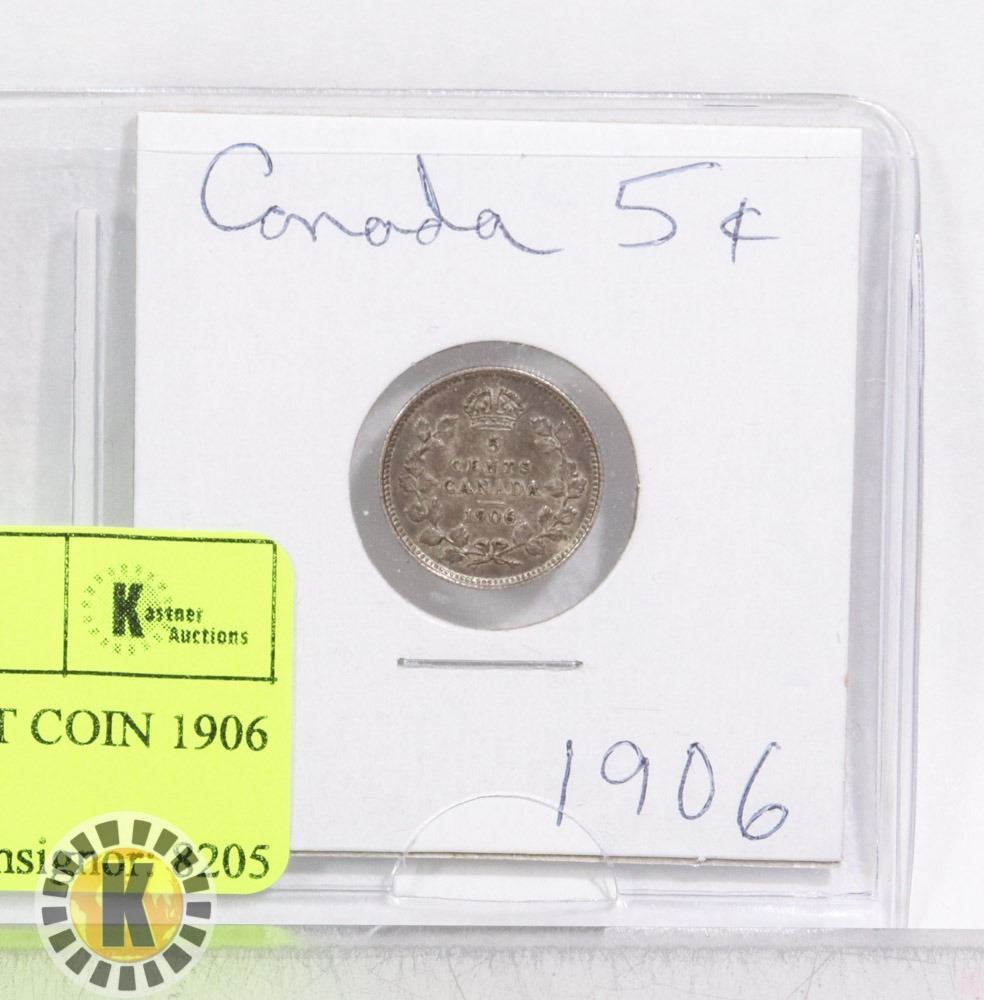 Canada 5¢
5
CENTS
CANADA
1906
Kastner
Auctions
T COIN 1906
nsignor: 8205
1906
K